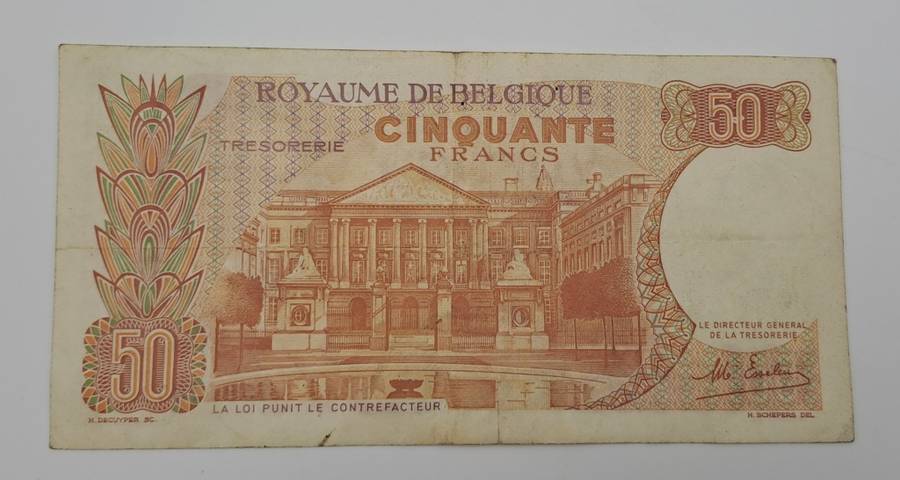 ROYAUME DE BELGIQUE
50
CINQUANTE
TRESORERIE
FRANCS
LE DIRECTEUR GENERAL
DE LA TRESORERIE
50
LA LOI PUNIT LE CONTREFACTEUR
H. DECUYPER SC.
H. SCHEPERS DEL.